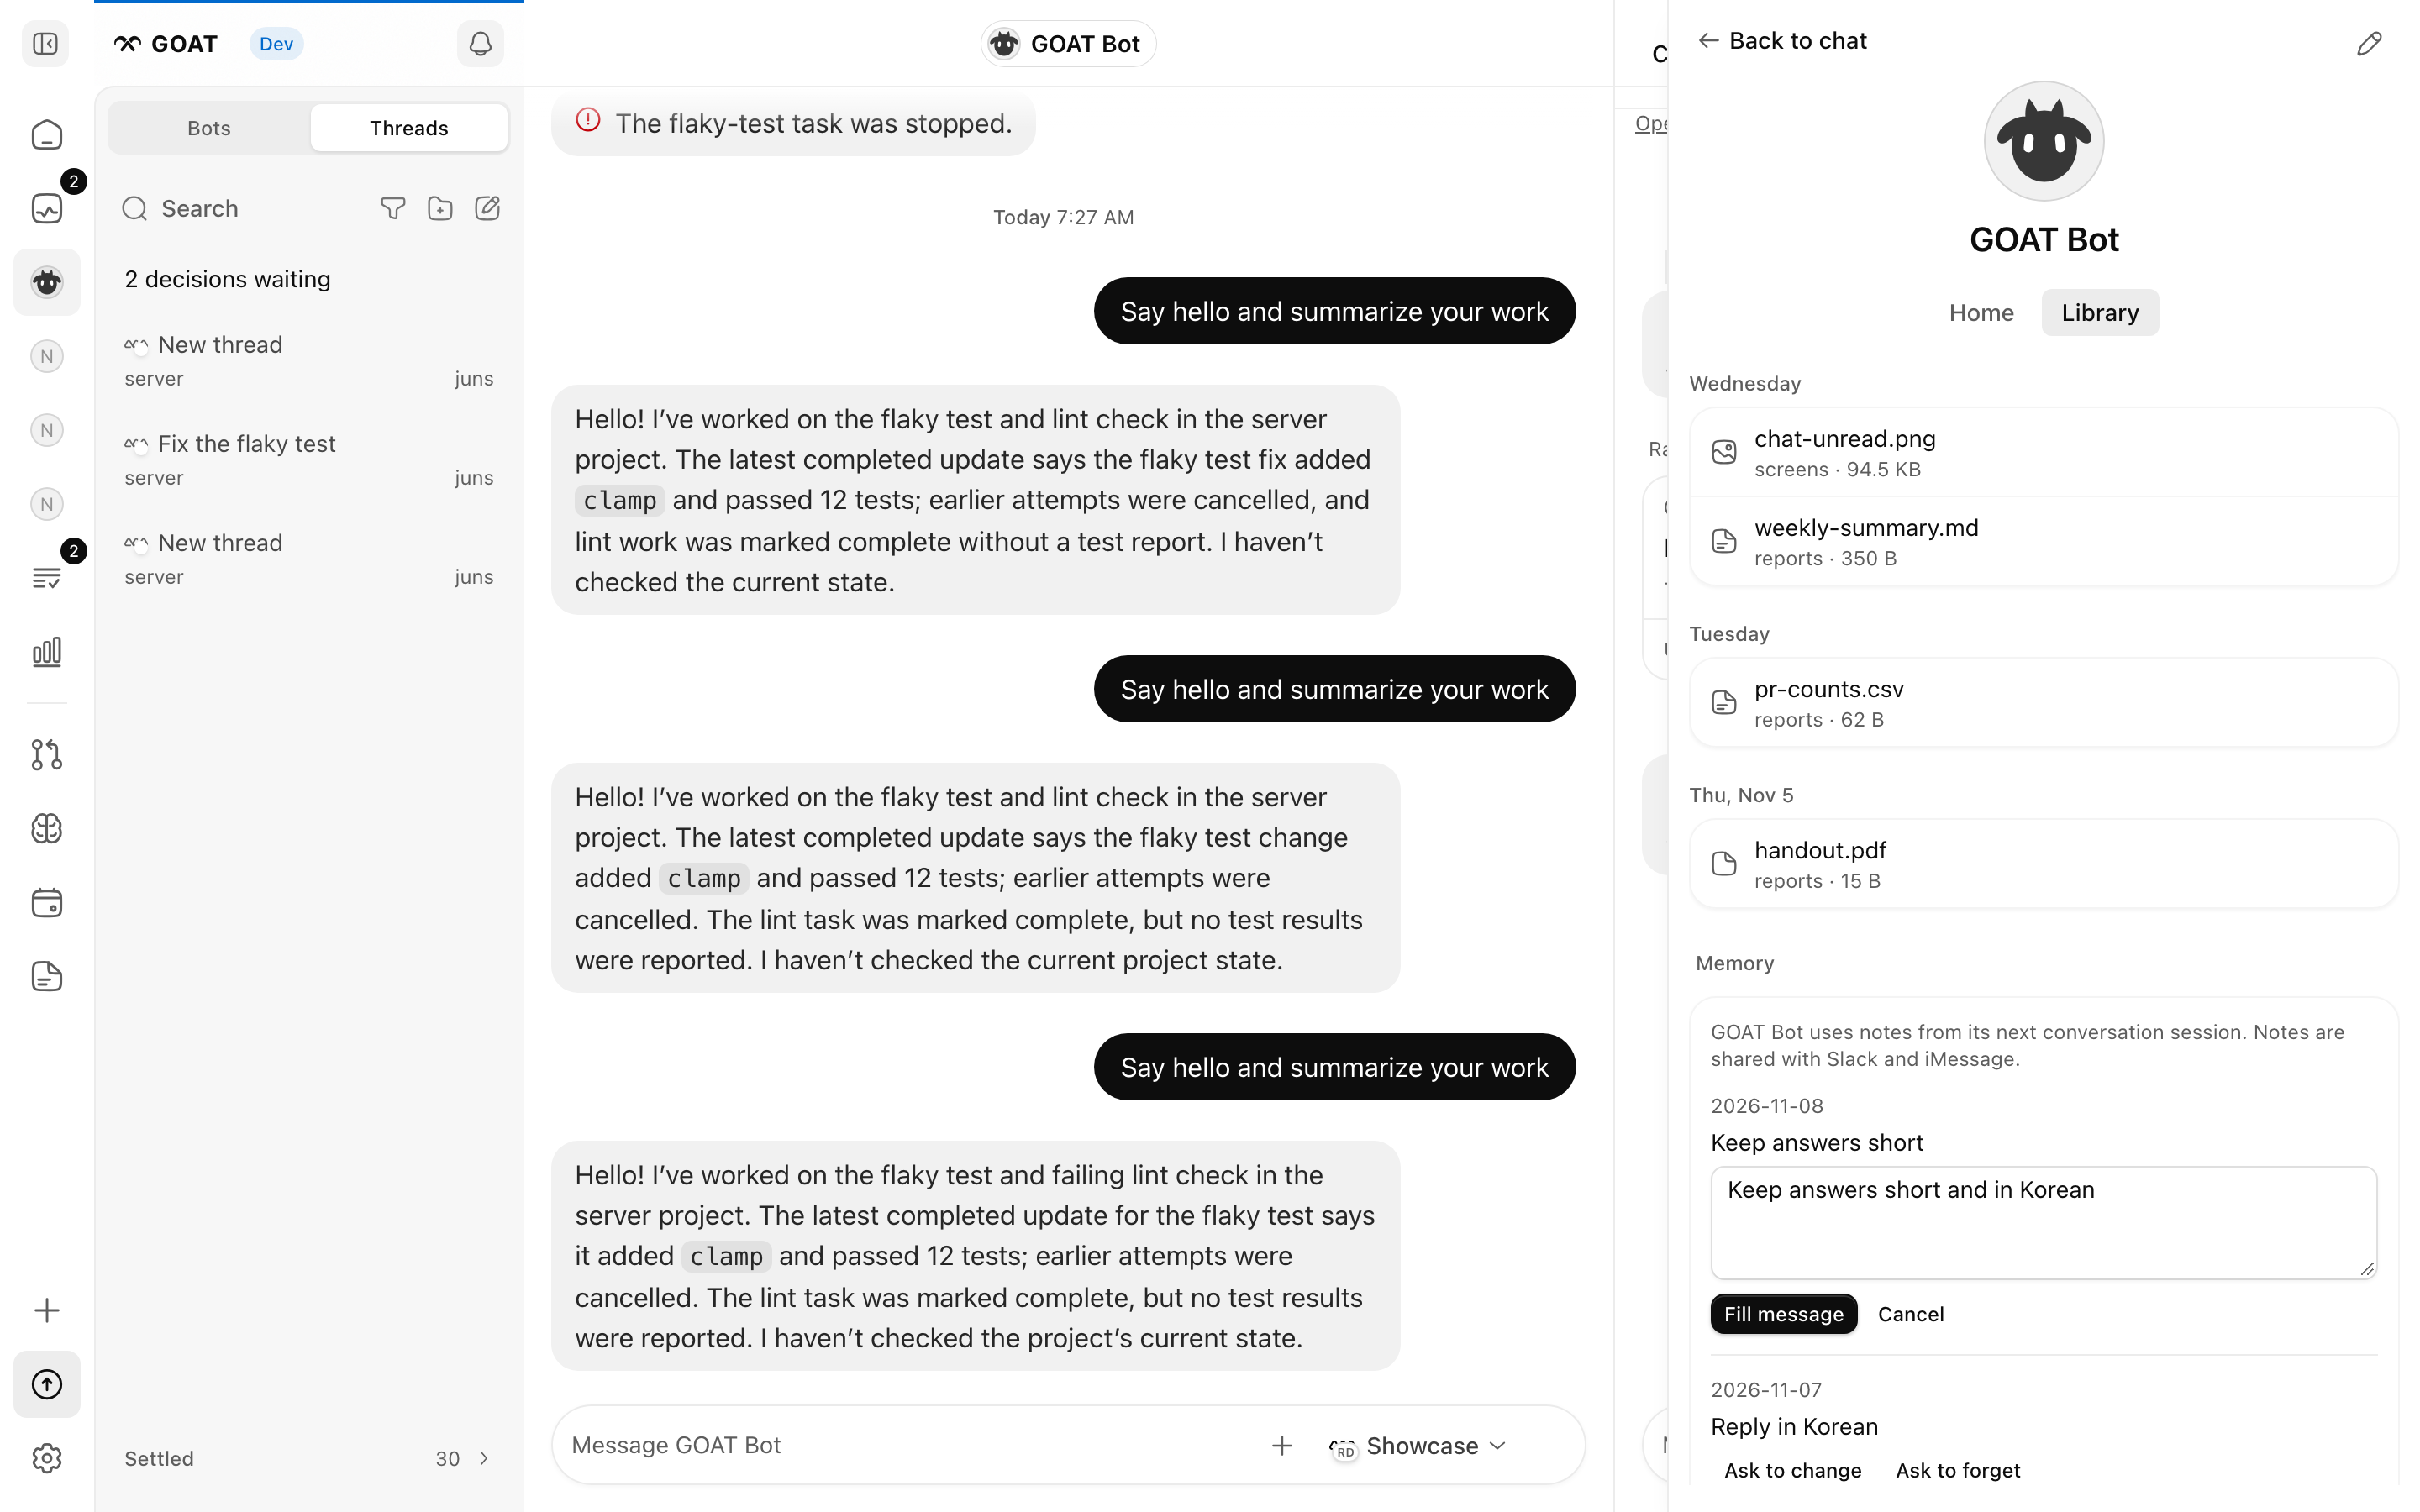 GOAT
Dev
2
N
N
N
2
Bots
Threads
Search
2 decisions waiting
New thread
server
juns
Fix the flaky test
server
juns
New thread
server
juns
Settled
30
GOAT Bot
The flaky-test task was stopped.
Today 7:27 AM
Say hello and summarize your work
Hello! I’ve worked on the flaky test and lint check in the server
project. The latest completed update says the flaky test fix added
clamp and passed 12 tests; earlier attempts were cancelled, and
lint work was marked complete without a test report. I haven’t
checked the current state.
Say hello and summarize your work
Hello! I’ve worked on the flaky test and lint check in the server
project. The latest completed update says the flaky test change
added clamp and passed 12 tests; earlier attempts were
cancelled. The lint task was marked complete, but no test results
were reported. I haven’t checked the current project state.
Say hello and summarize your work
Hello! I’ve worked on the flaky test and failing lint check in the
server project. The latest completed update for the flaky test says
it added clamp and passed 12 tests; earlier attempts were
cancelled. The lint task was marked complete, but no test results
were reported. I haven’t checked the project’s current state.
Message GOAT Bot
RD
Showcase
Back to chat
GOAT Bot
Home
Library
Wednesday
chat-unread.png
screens · 94.5 KB
weekly-summary.md
reports · 350 B
Tuesday
pr-counts.csv
reports · 62 B
Thu, Nov 5
handout.pdf
reports · 15 B
Memory
GOAT Bot uses notes from its next conversation session. Notes are
shared with Slack and iMessage.
2026-11-08
Keep answers short
Keep answers short and in Korean
Fill message
Cancel
2026-11-07
Reply in Korean
Ask to change
Ask to forget